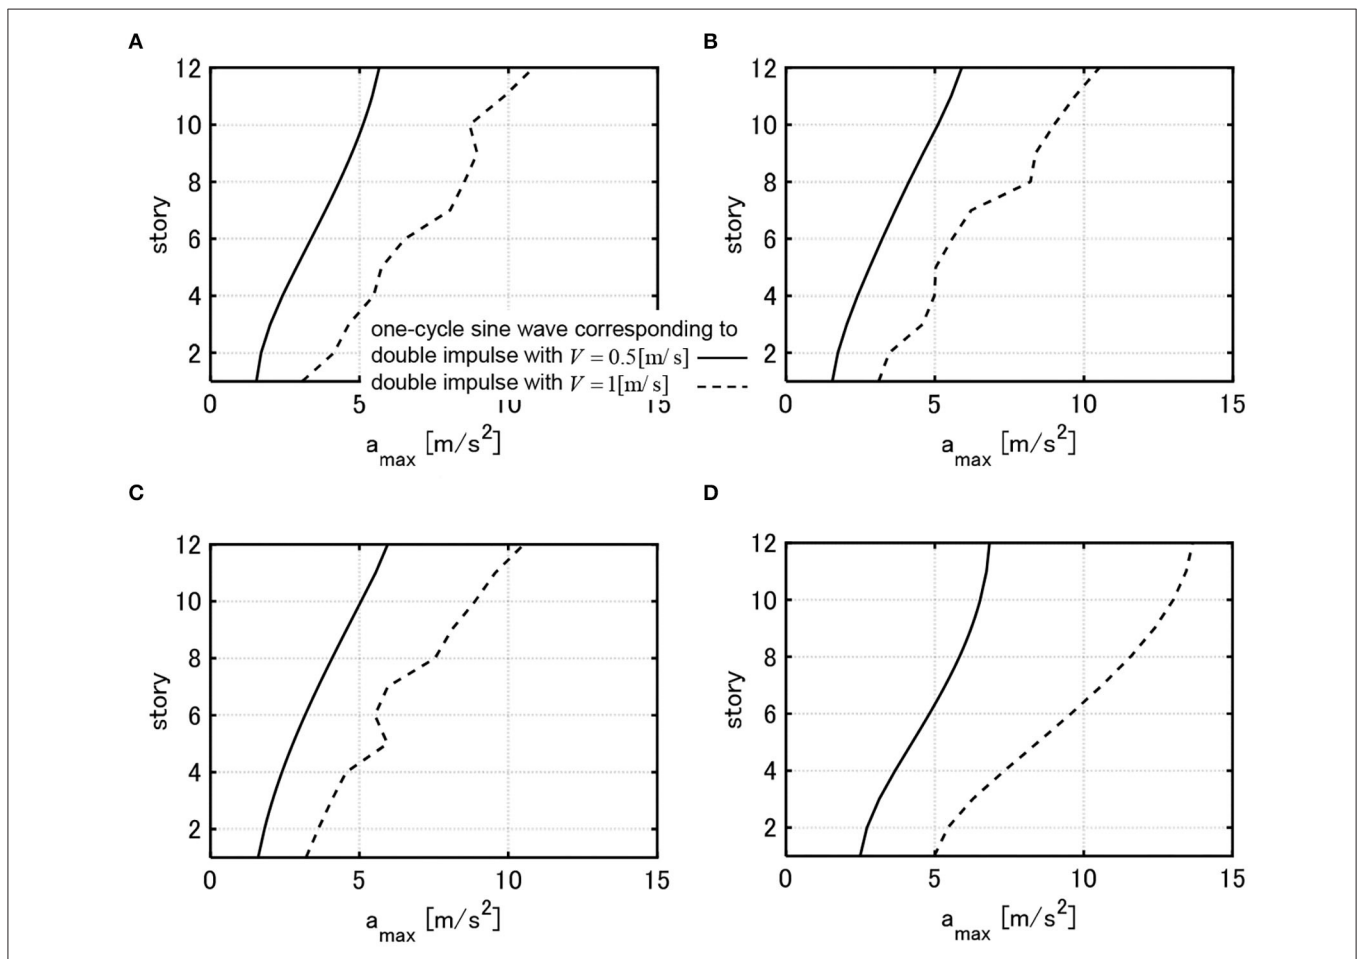 A
12
10
8
6
4
2
story
0
5
10
15
a_max [m/s²]
one-cycle sine wave corresponding to
double impulse with V = 0.5[m/s]
double impulse with V = 1[m/s]
B
12
10
8
6
4
2
story
0
5
10
15
a_max [m/s²]
C
12
10
8
6
4
2
story
0
5
10
15
a_max [m/s²]
D
12
10
8
6
4
2
story
0
5
10
15
a_max [m/s²]